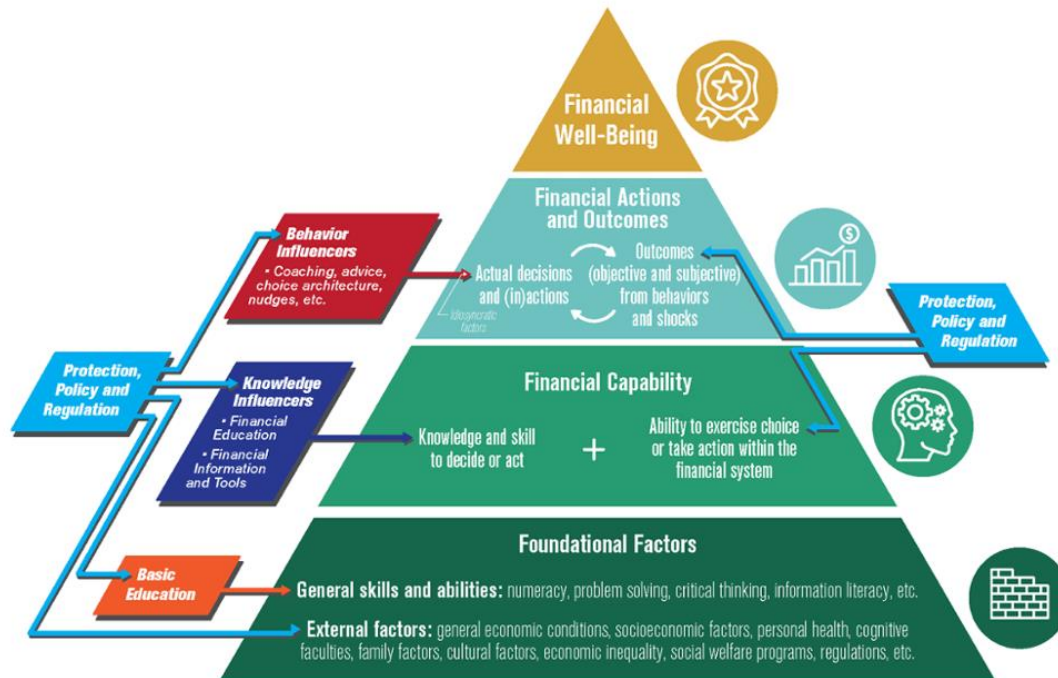 Financial
Well-Being
Financial Actions
and Outcomes
Behavior
Influencers
▪ Coaching, advice,
choice architecture,
nudges, etc.
Actual decisions
and (in)actions
Idiosyncratic
factors
Outcomes
(objective and subjective)
from behaviors
and shocks
$
Protection,
Policy and
Regulation
Protection,
Policy and
Regulation
Knowledge
Influencers
▪ Financial
Education
▪ Financial
Information
and Tools
Financial Capability
Knowledge and skill
to decide or act
+
Ability to exercise choice
or take action within the
financial system
Foundational Factors
Basic
Education
General skills and abilities: numeracy, problem solving, critical thinking, information literacy, etc.
External factors: general economic conditions, socioeconomic factors, personal health, cognitive
faculties, family factors, cultural factors, economic inequality, social welfare programs, regulations, etc.